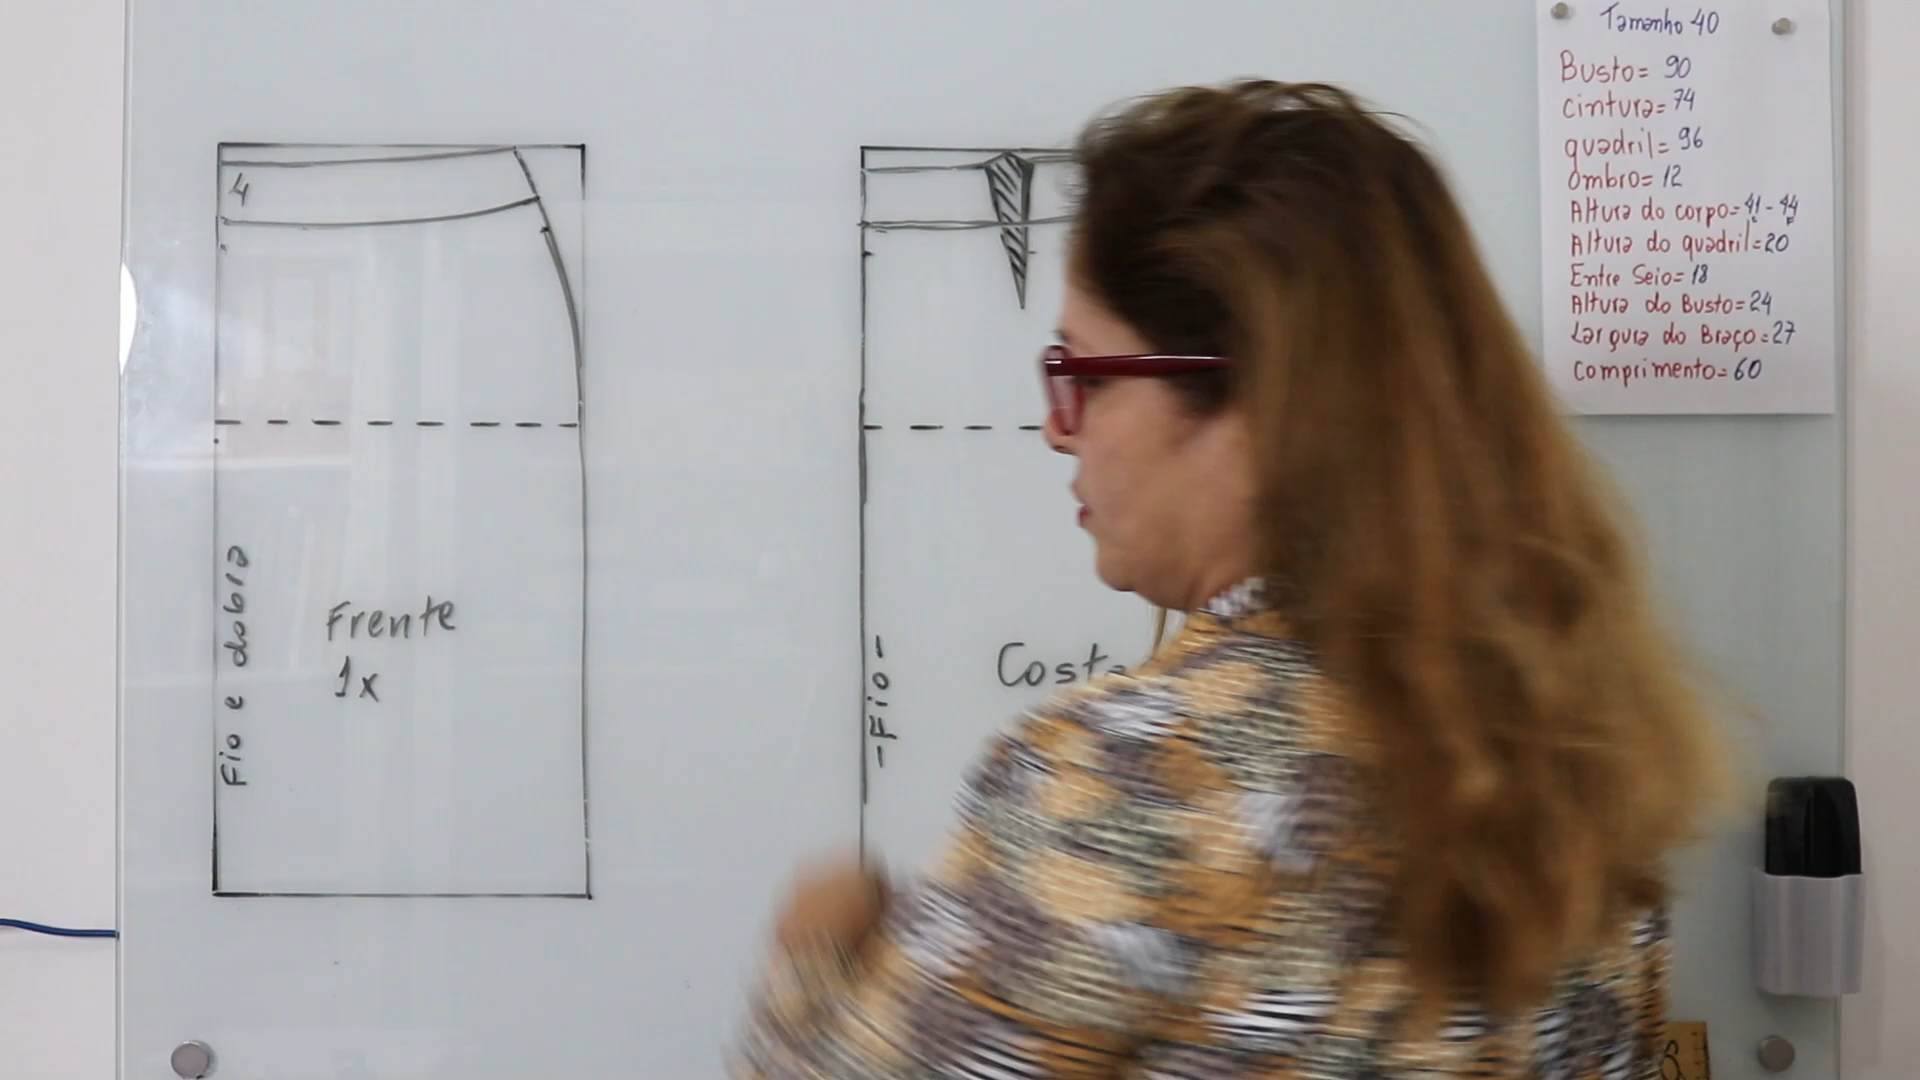 4
Fio e dobra
Frente
1x
-Fio-
Costa
Tamanho 40
Busto= 90
cintura= 74
quadril= 96
Ombro= 12
Altura do corpo= 41-44
Altura do quadril= 20
Entre Seio= 18
Altura do Busto= 24
Largura do Braço= 27
comprimento= 60